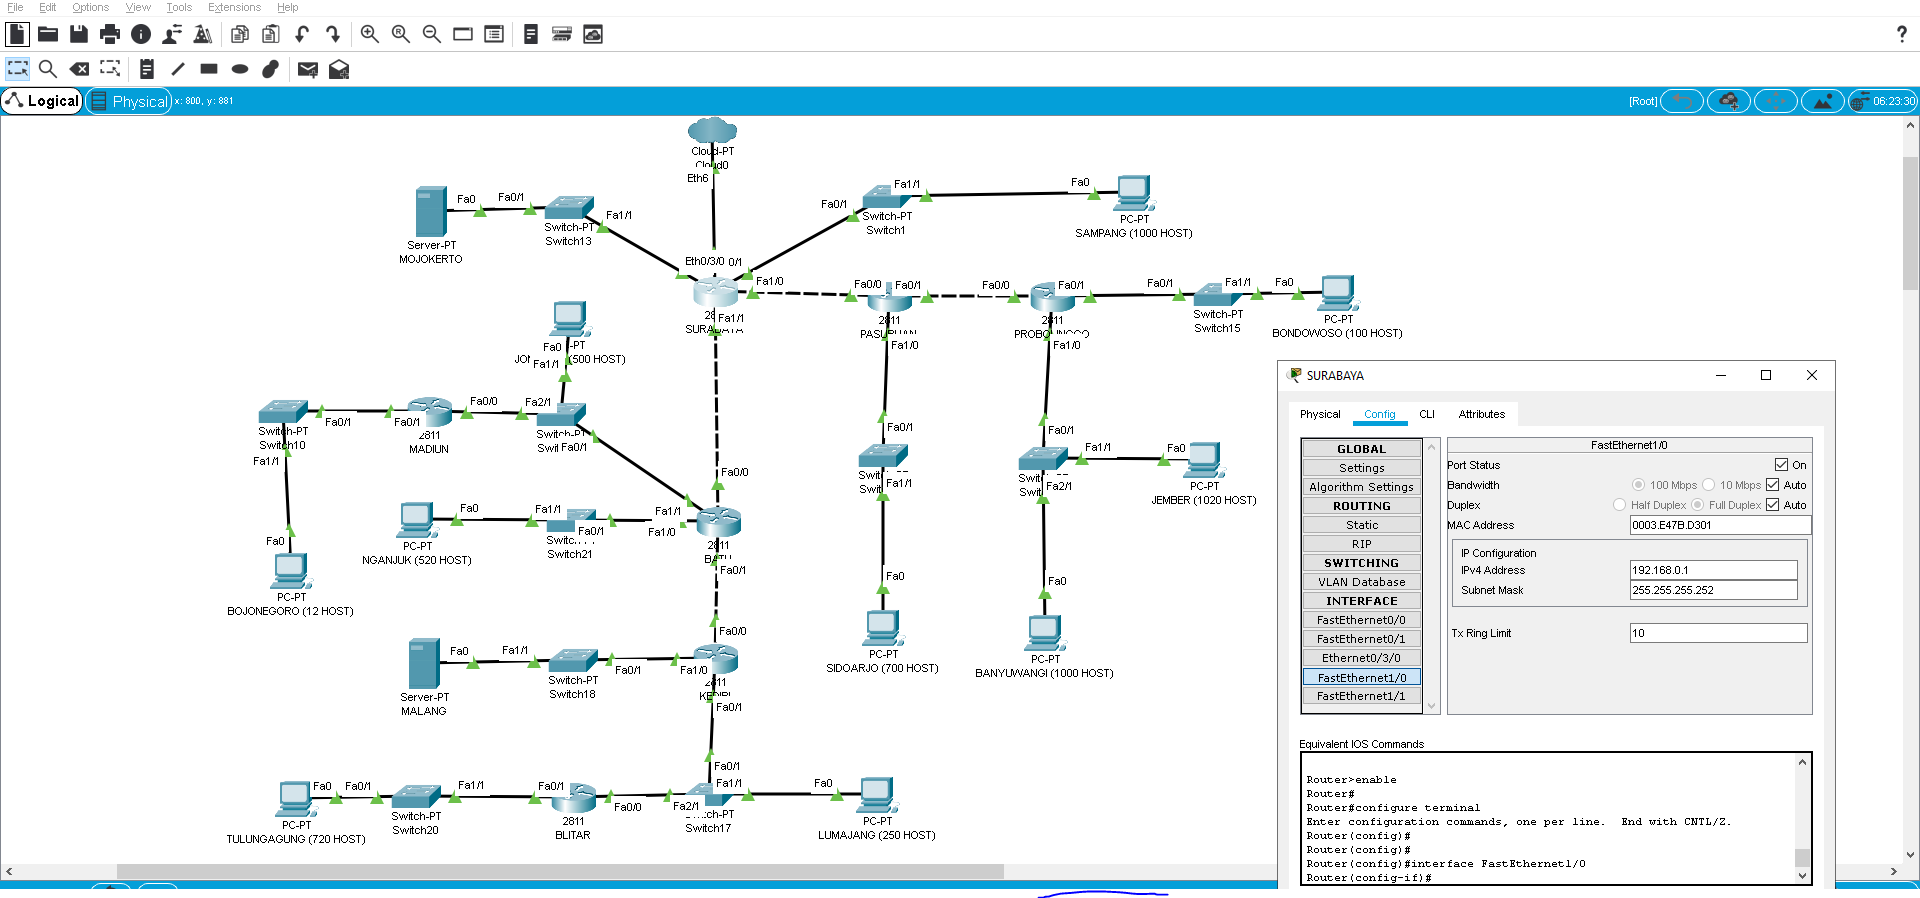 File Edit Options View Tools Extensions Help
?
Logical Physical x: 800, y: 881 [Root] 06:23:30
Cloud-PT
Cloud0
Eth6
Fa0 Fa0/1 Fa1/1
Server-PT
MOJOKERTO
Switch-PT
Switch13
Fa0/1 Fa1/1 Fa0
Switch-PT
Switch1
PC-PT
SAMPANG (1000 HOST)
Eth0/3/0 0/1
Fa1/0
Fa1/1
SURABAYA
Fa0/0 Fa0/1
2811
Fa1/0
Fa0/0 Fa0/1
2811
Fa1/0
Fa0/1 Fa1/1 Fa0
Switch-PT
Switch15
PC-PT
BONDOWOSO (100 HOST)
Fa0 -PT
(500 HOST)
Fa1/1
Fa2/1
Fa0/1
Fa0/0
Fa0/1
2811
MADIUN
Fa0/1
Switch-PT
Switch10
Fa1/1
Fa0
PC-PT
BOJONEGORO (12 HOST)
Fa0/0
Fa1/1
Fa1/0
2811
Fa0/1
Fa0 Fa1/1 Fa0/1
PC-PT
NGANJUK (520 HOST)
Switch21
Fa0/1
Fa1/1
Fa0
PC-PT
SIDOARJO (700 HOST)
Fa0/1
Fa1/1 Fa0
Fa2/1
PC-PT
JEMBER (1020 HOST)
Fa0
PC-PT
BANYUWANGI (1000 HOST)
Fa0/0
Fa0 Fa1/1 Fa0/1 Fa1/0
Server-PT
MALANG
Switch-PT
Switch18
2811
KEDIRI
Fa0/1
Fa0/1
Fa1/1
Fa2/1
Switch-PT
Switch17
Fa0
PC-PT
LUMAJANG (250 HOST)
Fa0 Fa0/1 Fa1/1 Fa0/1 Fa0/0
PC-PT
TULUNGAGUNG (720 HOST)
Switch-PT
Switch20
2811
BLITAR
SURABAYA
Physical Config CLI Attributes
GLOBAL
Settings
Algorithm Settings
ROUTING
Static
RIP
SWITCHING
VLAN Database
INTERFACE
FastEthernet0/0
FastEthernet0/1
Ethernet0/3/0
FastEthernet1/0
FastEthernet1/1
FastEthernet1/0
Port Status On
Bandwidth 100 Mbps 10 Mbps Auto
Duplex Half Duplex Full Duplex Auto
MAC Address 0003.E47B.D301
IP Configuration
IPv4 Address 192.168.0.1
Subnet Mask 255.255.255.252
Tx Ring Limit 10
Equivalent IOS Commands
Router>enable
Router#
Router#configure terminal
Enter configuration commands, one per line. End with CNTL/Z.
Router(config)#
Router(config)#
Router(config)#interface FastEthernet1/0
Router(config-if)#